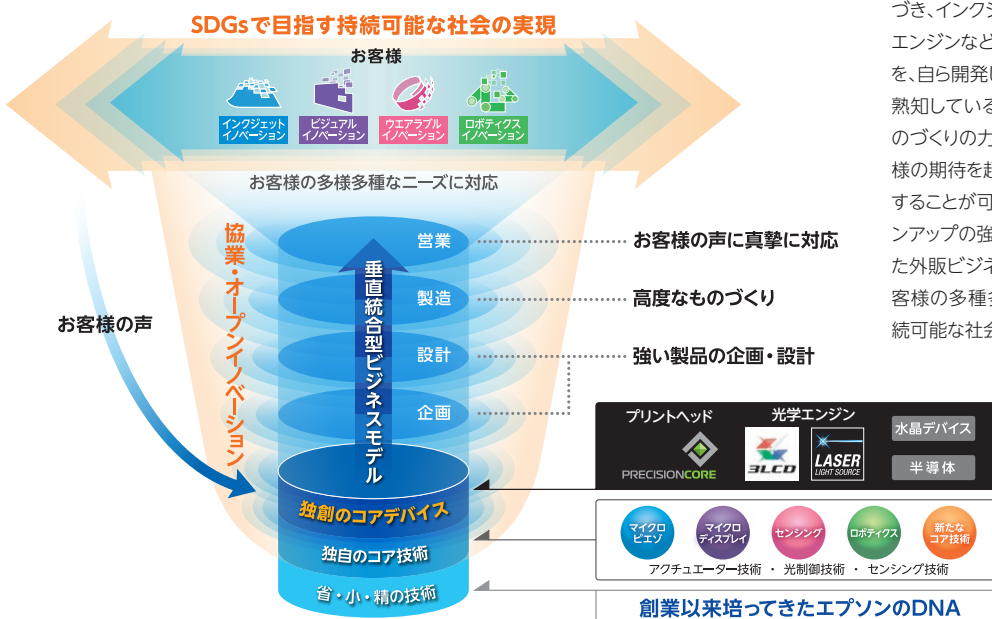 SDGsで目指す持続可能な社会の実現
お客様
インクジェット
イノベーション
ビジュアル
イノベーション
ウエアラブル
イノベーション
ロボティクス
イノベーション
お客様の多様多種なニーズに対応
協業・オープンイノベーション
お客様の声
垂直統合型ビジネスモデル
営業
お客様の声に真摯に対応
製造
高度なものづくり
設計
強い製品の企画・設計
企画
独創のコアデバイス
独自のコア技術
省・小・精の技術
プリントヘッド
PRECISIONCORE
光学エンジン
3LCD
LASER
LIGHT SOURCE
水晶デバイス
半導体
マイクロ
ピエゾ
マイクロ
ディスプレイ
センシング
ロボティクス
新たな
コア技術
アクチュエーター技術 ・ 光制御技術 ・ センシング技術
創業以来培ってきたエプソンのDNA
づき、インクジ
エンジンなど
を、自ら開発し
熟知している
のづくりの力
様の期待を超
することが可
ンアップの強
た外販ビジネ
客様の多種多
続可能な社会